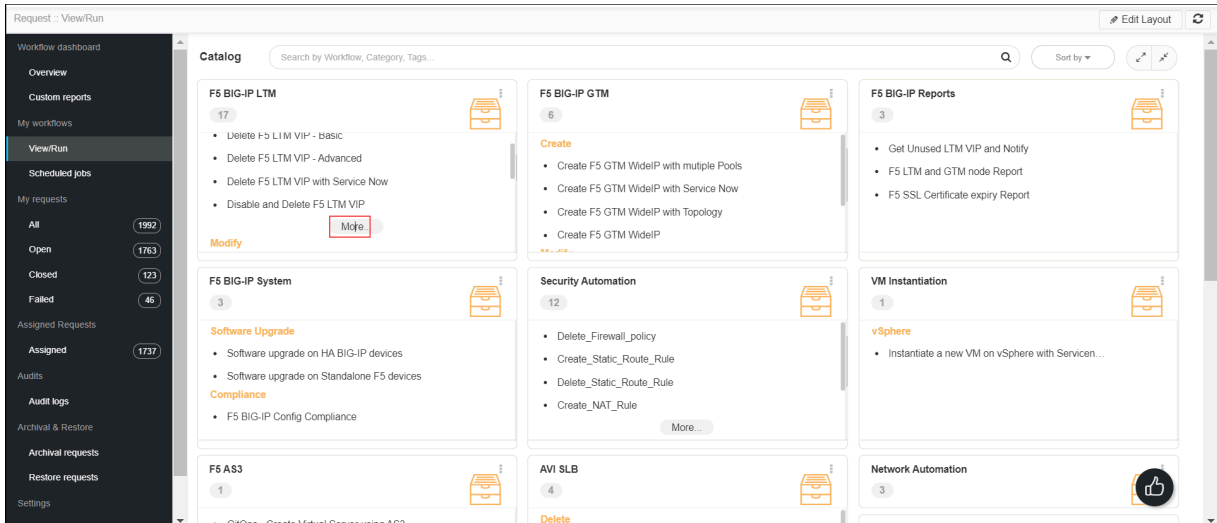 Request :: View/Run
Edit Layout
Workflow dashboard
Overview
Custom reports
My workflows
View/Run
Scheduled jobs
My requests
All 1992
Open 1763
Closed 123
Failed 46
Assigned Requests
Assigned 1737
Audits
Audit logs
Archival & Restore
Archival requests
Restore requests
Settings
Catalog
Search by Workflow, Category, Tags...
Sort by
F5 BIG-IP LTM
17
Delete F5 LTM VIP - Basic
Delete F5 LTM VIP - Advanced
Delete F5 LTM VIP with Service Now
Disable and Delete F5 LTM VIP
More...
Modify
F5 BIG-IP GTM
6
Create
Create F5 GTM WideIP with mutiple Pools
Create F5 GTM WideIP with Service Now
Create F5 GTM WideIP with Topology
Create F5 GTM WideIP
F5 BIG-IP Reports
3
Get Unused LTM VIP and Notify
F5 LTM and GTM node Report
F5 SSL Certificate expiry Report
F5 BIG-IP System
3
Software Upgrade
Software upgrade on HA BIG-IP devices
Software upgrade on Standalone F5 devices
Compliance
F5 BIG-IP Config Compliance
Security Automation
12
Delete_Firewall_policy
Create_Static_Route_Rule
Delete_Static_Route_Rule
Create_NAT_Rule
More...
VM Instantiation
1
vSphere
Instantiate a new VM on vSphere with Servicen...
F5 AS3
1
GitOps - Create Virtual Server using AS3
AVI SLB
4
Delete
Network Automation
3